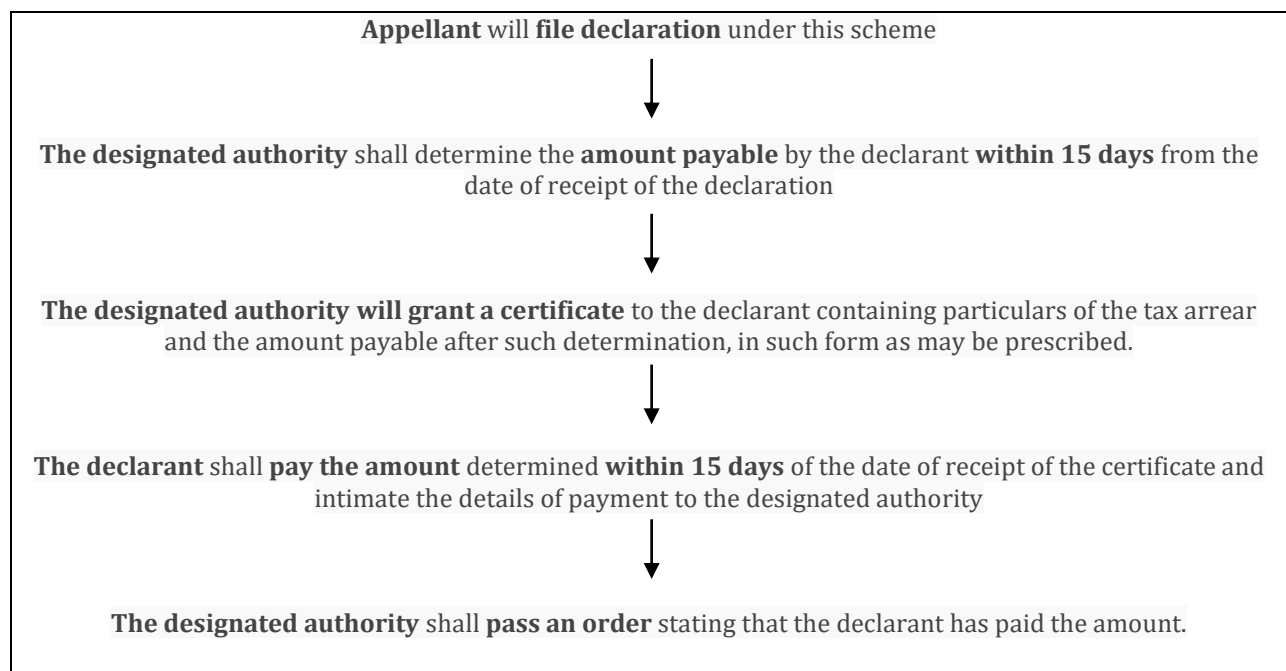 Appellant will file declaration under this scheme
The designated authority shall determine the amount payable by the declarant within 15 days from the
date of receipt of the declaration
The designated authority will grant a certificate to the declarant containing particulars of the tax arrear
and the amount payable after such determination, in such form as may be prescribed.
The declarant shall pay the amount determined within 15 days of the date of receipt of the certificate and
intimate the details of payment to the designated authority
The designated authority shall pass an order stating that the declarant has paid the amount.